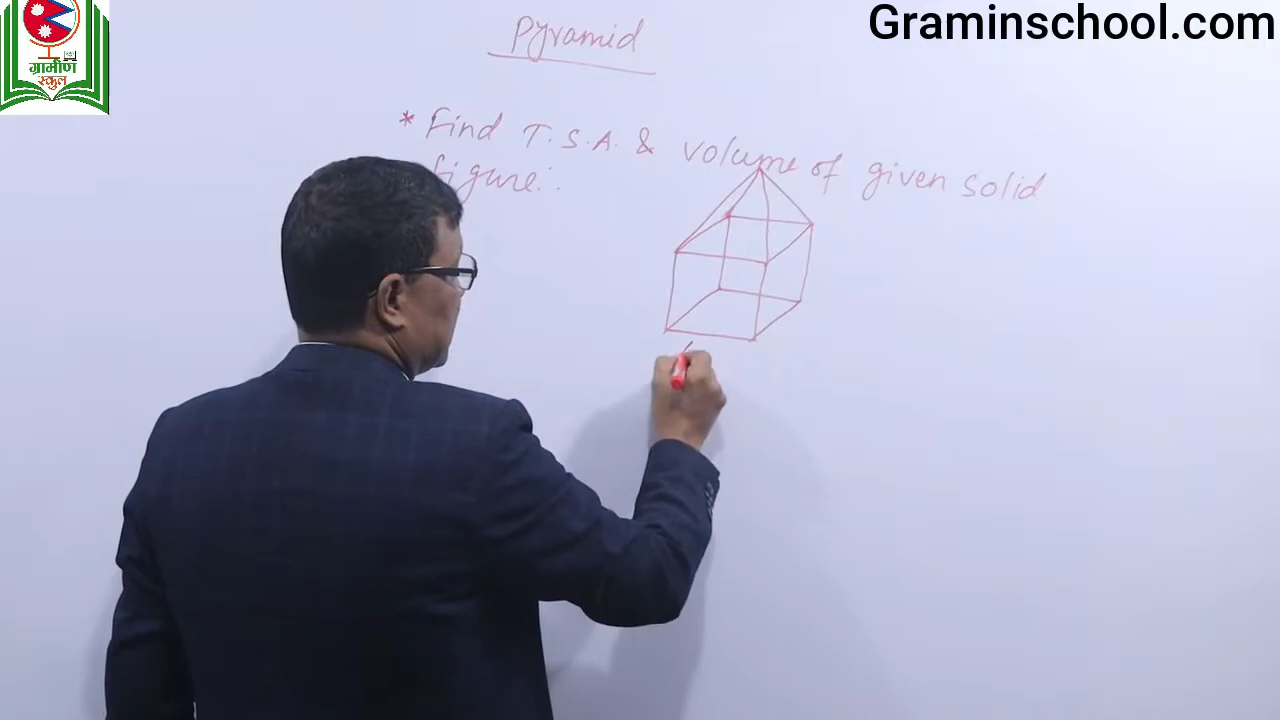 Graminschool.com
ग्रामीण
स्कुल
Pyramid
* Find T.S.A. & volume of given solid
figure:.